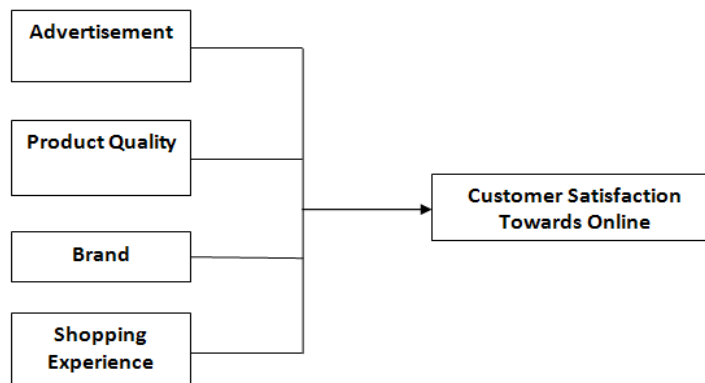 Advertisement
Product Quality
Brand
Shopping
Experience
Customer Satisfaction
Towards Online